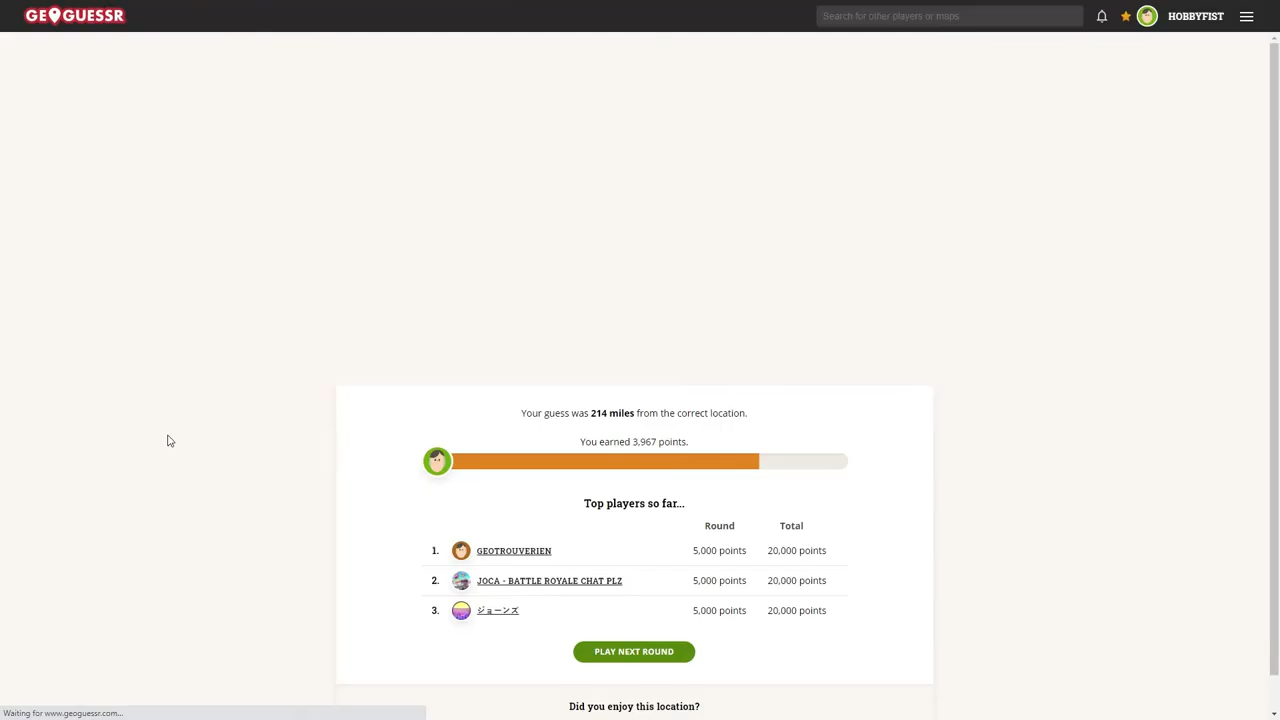 GEOGUESSR
Search for other players or maps
HOBBYFIST
Your guess was 214 miles from the correct location.
You earned 3,967 points.
Top players so far...
Round Total
1. GEOTROUVERIEN 5,000 points 20,000 points
2. JOCA - BATTLE ROYALE CHAT PLZ 5,000 points 20,000 points
3. ジョーンズ 5,000 points 20,000 points
PLAY NEXT ROUND
Did you enjoy this location?
Waiting for www.geoguessr.com...